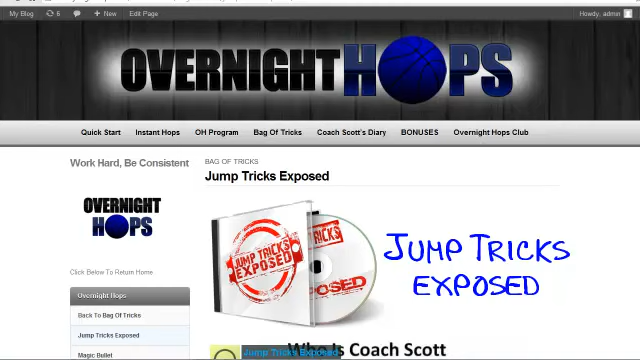 My Blog 6 + New Edit Page Howdy, admin
OVERNIGHT HOPS
Quick Start Instant Hops OH Program Bag Of Tricks Coach Scott's Diary BONUSES Overnight Hops Club
Work Hard, Be Consistent
BAG OF TRICKS
Jump Tricks Exposed
OVERNIGHT
HOPS
JUMP TRICKS
EXPOSED
TRICKS
POSED
JUMP TRICKS
EXPOSED
Click Below To Return Home
Overnight Hops
Back To Bag Of Tricks
Jump Tricks Exposed
Magic Bullet
Who Is Coach Scott
Jump Tricks Exposed